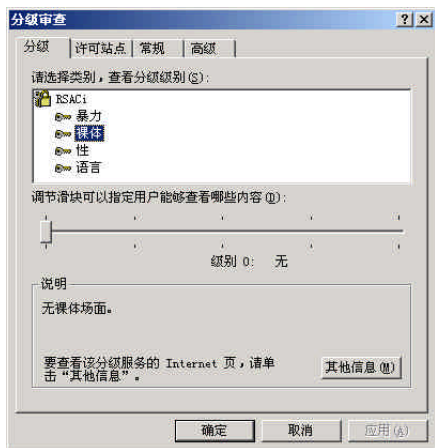 分级审查
分级 许可站点 常规 高级
请选择类别，查看分级级别(S):
RSACi
暴力
裸体
性
语言
调节滑块可以指定用户能够查看哪些内容(D):
级别 0: 无
说明
无裸体场面。
要查看该分级服务的 Internet 页，请单
击“其他信息”。
其他信息(M)
确定 取消 应用(A)